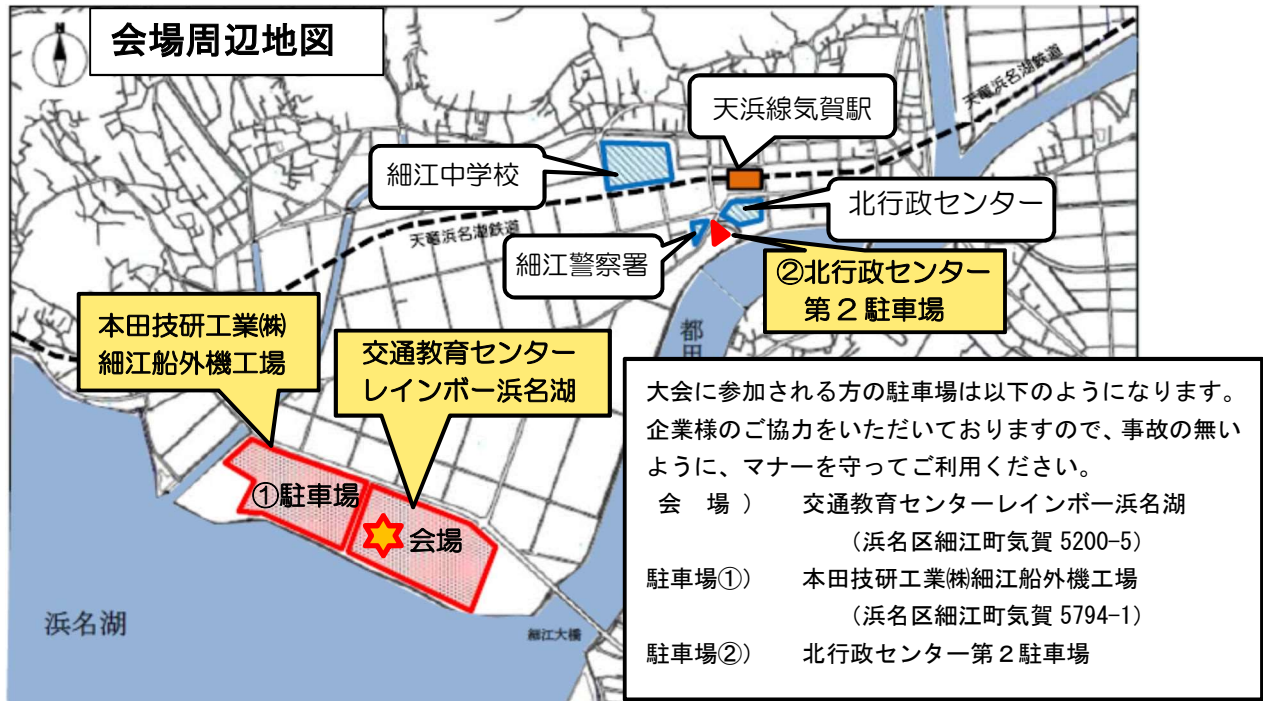 N
会場周辺地図
天竜浜名湖鉄道
天浜線気賀駅
細江中学校
北行政センター
天竜浜名湖鉄道
細江警察署
②北行政センター
第2駐車場
本田技研工業㈱
細江船外機工場
交通教育センター
レインボー浜名湖
都田
①駐車場
会場
浜名湖
細江大橋
大会に参加される方の駐車場は以下のようになります。
企業様のご協力をいただいておりますので、事故の無い
ように、マナーを守ってご利用ください。
会 場） 交通教育センターレインボー浜名湖
（浜名区細江町気賀 5200-5）
駐車場①） 本田技研工業㈱細江船外機工場
（浜名区細江町気賀 5794-1）
駐車場②） 北行政センター第２駐車場